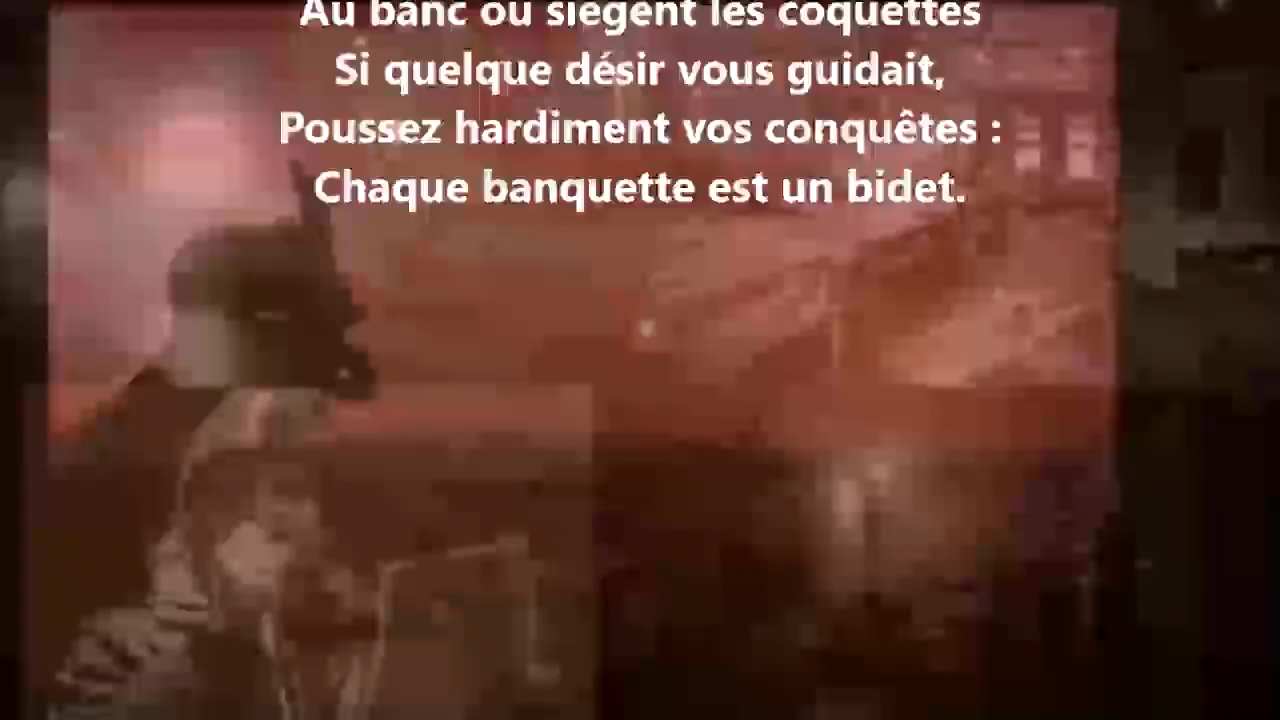 Au banc où siègent les coquettes
Si quelque désir vous guidait,
Poussez hardiment vos conquêtes :
Chaque banquette est un bidet.